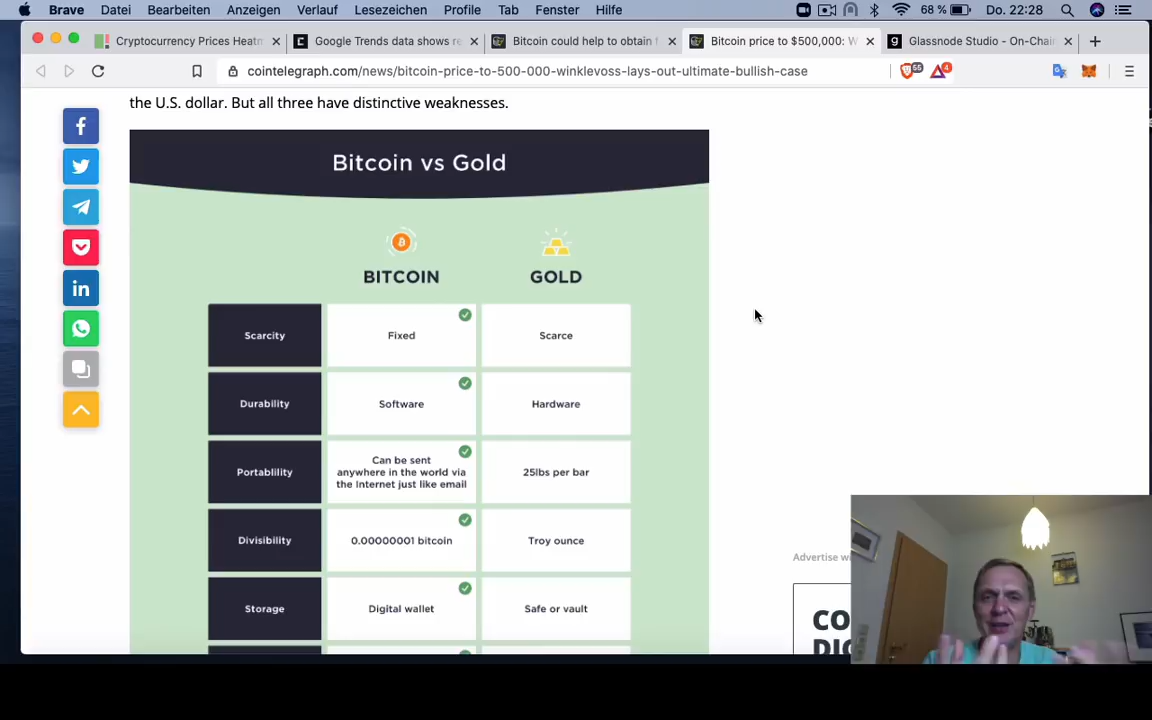 Brave Datei Bearbeiten Anzeigen Verlauf Lesezeichen Profile Tab Fenster Hilfe 68 % Do. 22:28
Cryptocurrency Prices Heatm Google Trends data shows re Bitcoin could help to obtain f Bitcoin price to $500,000: W Glassnode Studio - On-Chain
cointelegraph.com/news/bitcoin-price-to-500-000-winklevoss-lays-out-ultimate-bullish-case 55 4
the U.S. dollar. But all three have distinctive weaknesses.
Bitcoin vs Gold
BITCOIN GOLD
Scarcity Fixed Scarce
Durability Software Hardware
Portablility Can be sent
anywhere in the world via
the Internet just like email 25lbs per bar
Divisibility 0.00000001 bitcoin Troy ounce
Storage Digital wallet Safe or vault
Advertise w
CO
DIG